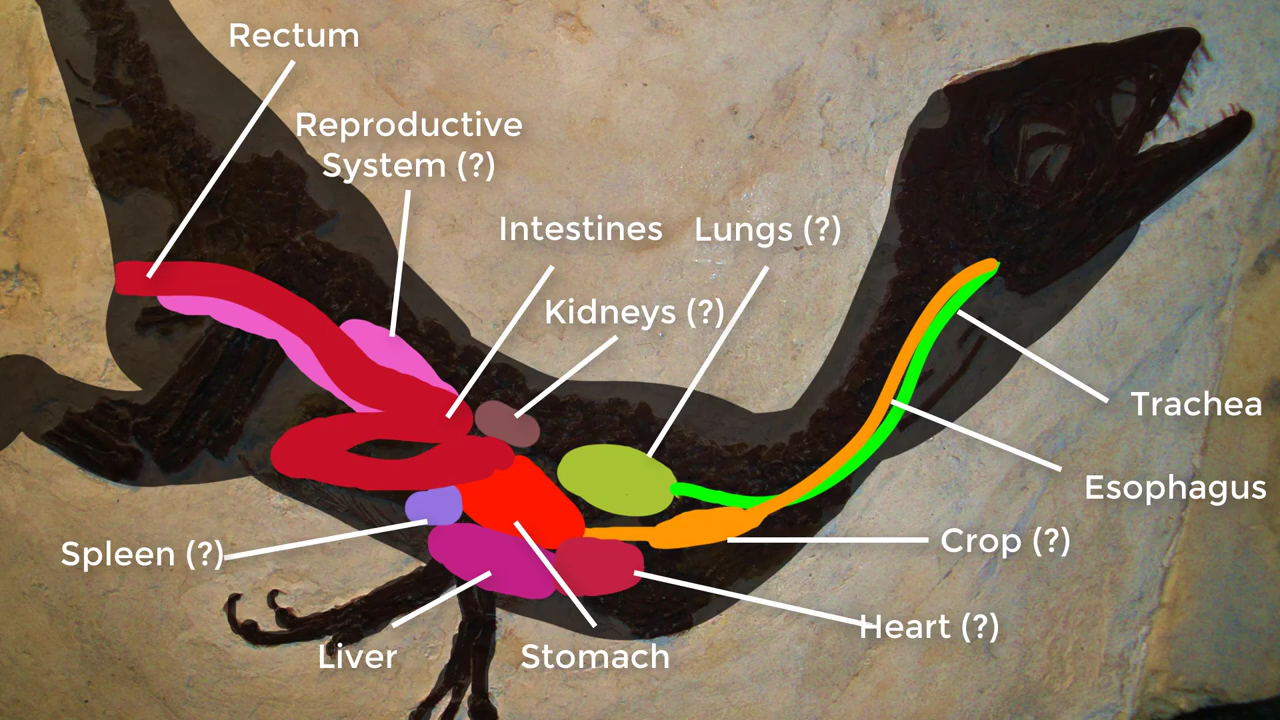 Rectum
Reproductive
System (?)
Intestines
Lungs (?)
Kidneys (?)
Trachea
Esophagus
Crop (?)
Spleen (?)
Heart (?)
Liver
Stomach